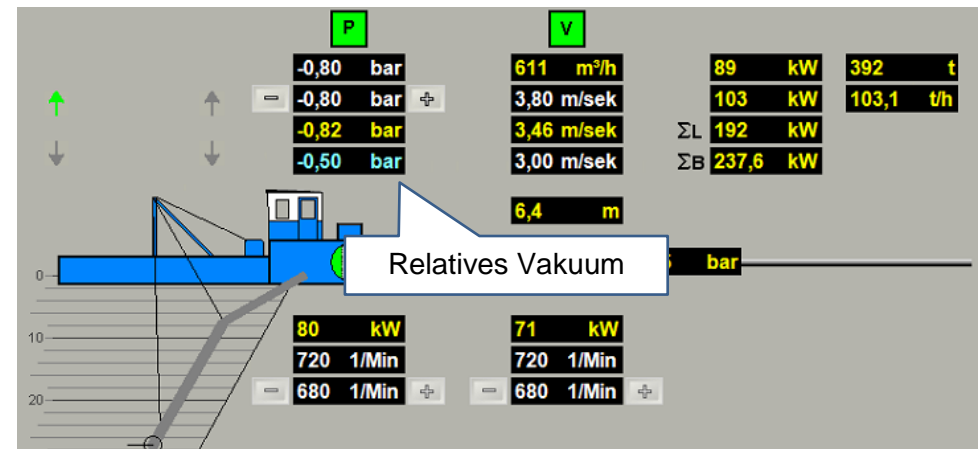 P V
-0,80 bar 611 m³/h 89 kW 392 t
-0,80 bar 3,80 m/sek 103 kW 103,1 t/h
-0,82 bar 3,46 m/sek ΣL 192 kW
-0,50 bar 3,00 m/sek ΣB 237,6 kW
6,4 m
Relatives Vakuum
bar
0
80 kW 71 kW
10
720 1/Min 720 1/Min
680 1/Min 680 1/Min
20